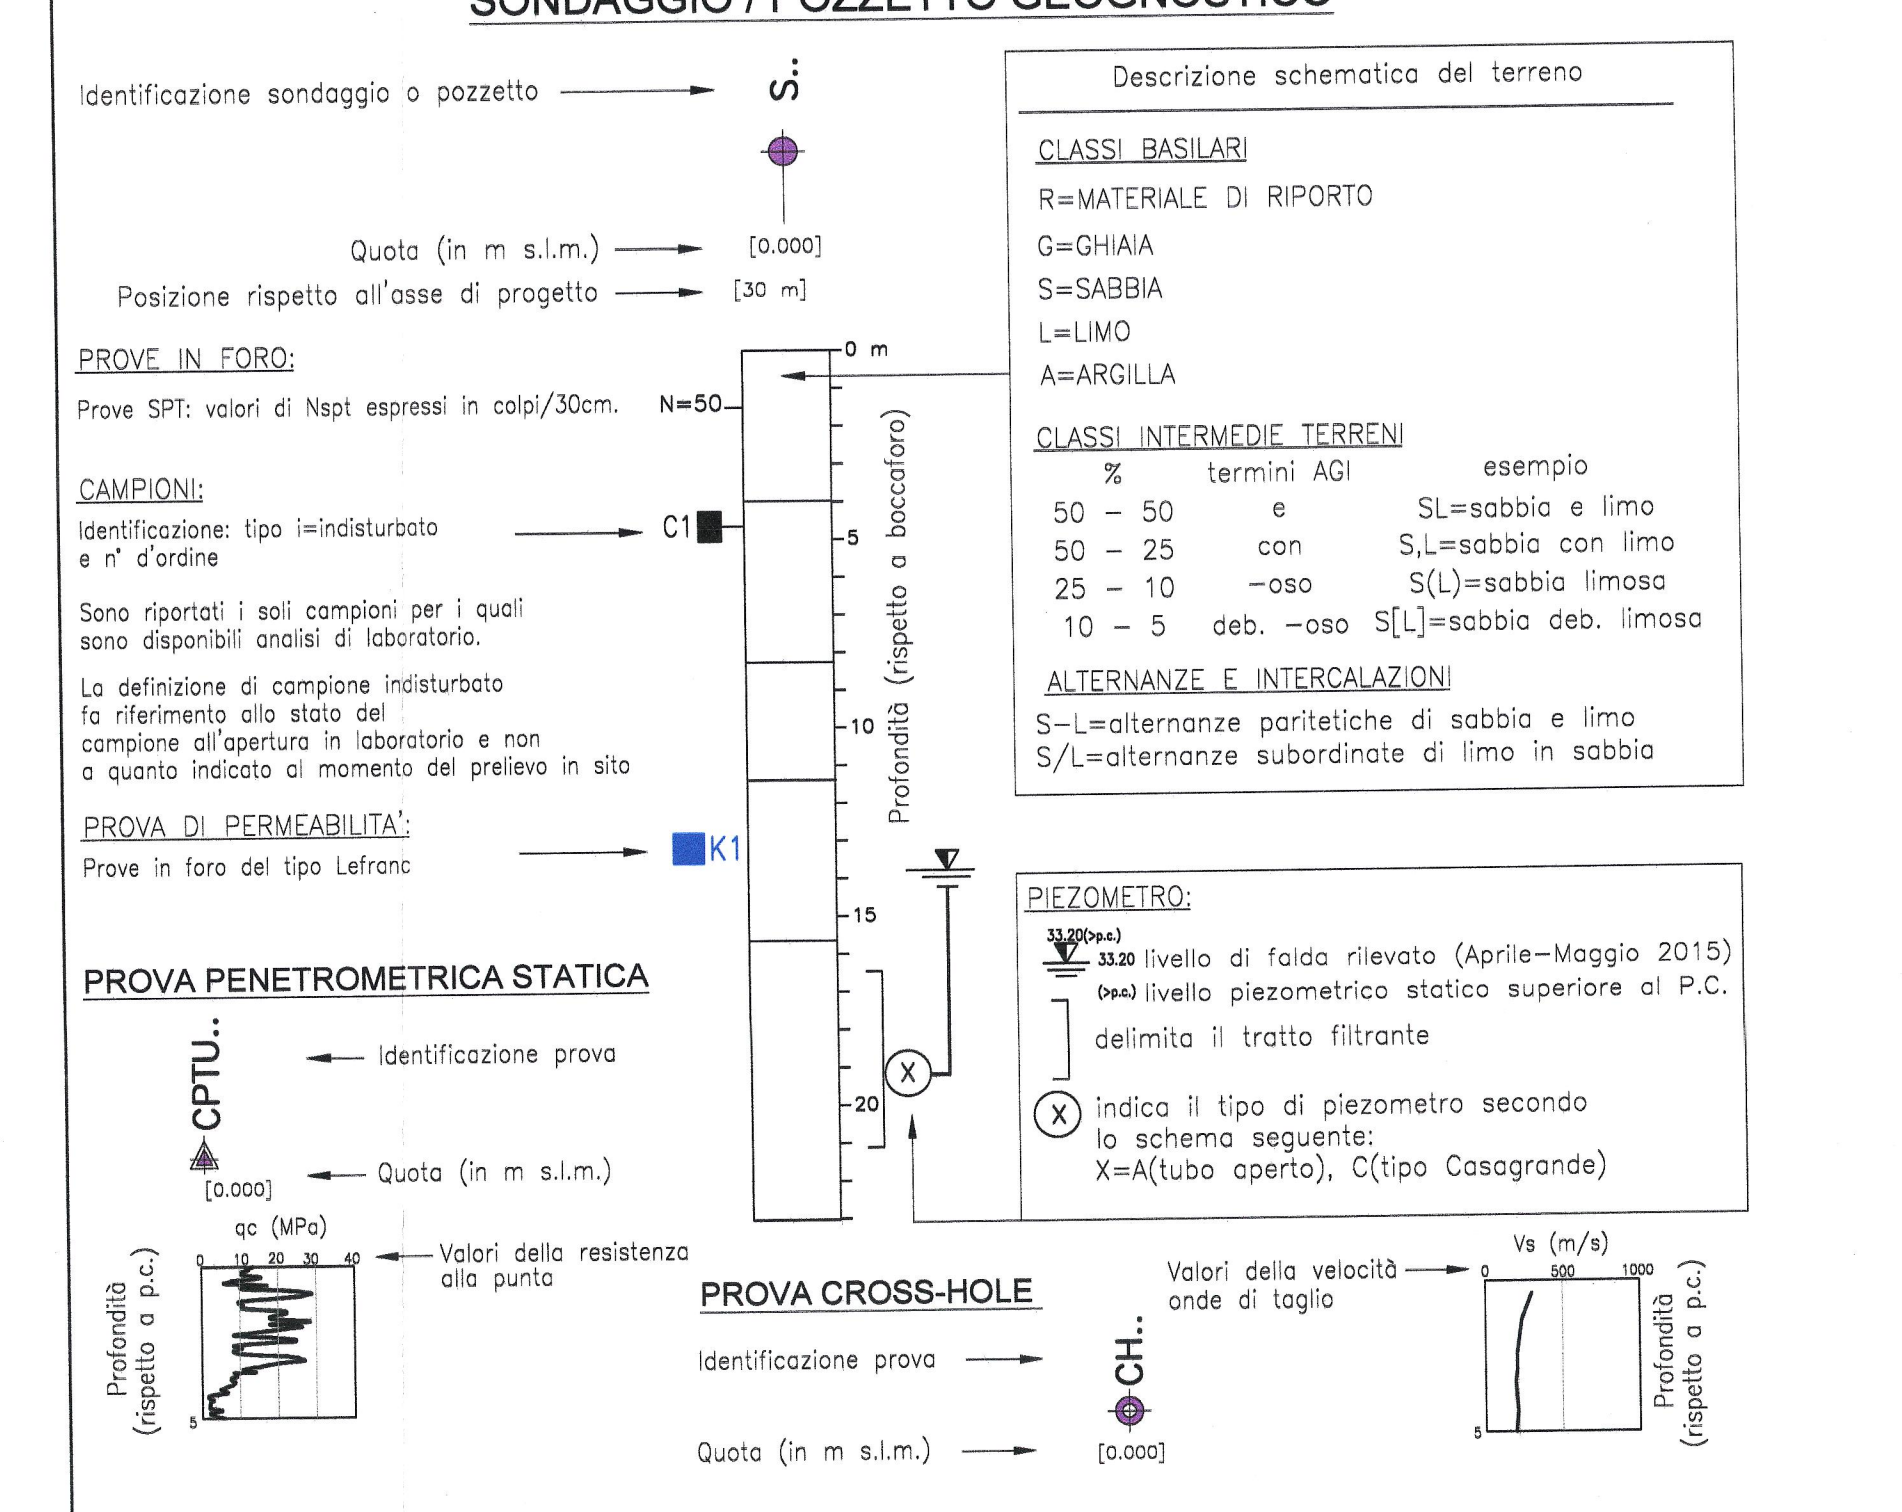 SONDAGGIO / POZZETTO GEOGNOSTICO
Identificazione sondaggio o pozzetto
S..
Quota (in m s.l.m.)
[0.000]
Posizione rispetto all'asse di progetto
[30 m]
PROVE IN FORO:
Prove SPT: valori di Nspt espressi in colpi/30cm.
N=50
CAMPIONI:
Identificazione: tipo i=indisturbato
e n° d'ordine
C1
Sono riportati i soli campioni per i quali
sono disponibili analisi di laboratorio.
La definizione di campione indisturbato
fa riferimento allo stato del
campione all'apertura in laboratorio e non
a quanto indicato al momento del prelievo in sito
PROVA DI PERMEABILITA':
Prove in foro del tipo Lefranc
K1
0 m
5
10
15
20
Profondità (rispetto a boccaforo)
X
Descrizione schematica del terreno
CLASSI BASILARI
R=MATERIALE DI RIPORTO
G=GHIAIA
S=SABBIA
L=LIMO
A=ARGILLA
CLASSI INTERMEDIE TERRENI
% termini AGI esempio
50 - 50 e SL=sabbia e limo
50 - 25 con S,L=sabbia con limo
25 - 10 -oso S(L)=sabbia limosa
10 - 5 deb. -oso S[L]=sabbia deb. limosa
ALTERNANZE E INTERCALAZIONI
S-L=alternanze paritetiche di sabbia e limo
S/L=alternanze subordinate di limo in sabbia
PIEZOMETRO:
33.20(>p.c.)
33.20 livello di falda rilevato (Aprile-Maggio 2015)
(>p.c.) livello piezometrico statico superiore al P.C.
delimita il tratto filtrante
X indica il tipo di piezometro secondo
lo schema seguente:
X=A(tubo aperto), C(tipo Casagrande)
PROVA PENETROMETRICA STATICA
CPTU..
Identificazione prova
Quota (in m s.l.m.)
[0.000]
qc (MPa)
0 10 20 30 40
Valori della resistenza
alla punta
Profondità
(rispetto a p.c.)
5
PROVA CROSS-HOLE
Identificazione prova
CH..
Quota (in m s.l.m.)
[0.000]
Valori della velocità
onde di taglio
Vs (m/s)
0 500 1000
5
Profondità
(rispetto a p.c.)